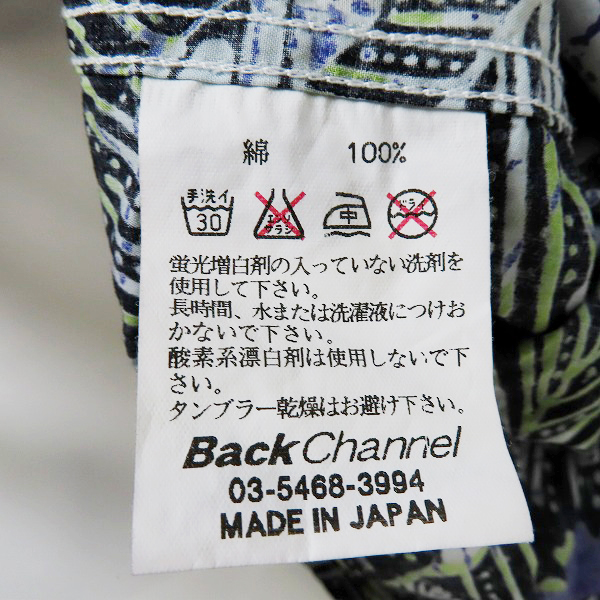 綿 100%
手洗イ 30 エンソサラシ 中 ドライ
蛍光増白剤の入っていない洗剤を
使用して下さい。
長時間、水または洗濯液につけお
かないで下さい。
酸素系漂白剤は使用しないで下
さい。
タンブラー乾燥はお避け下さい。
Back Channel
03-5468-3994
MADE IN JAPAN